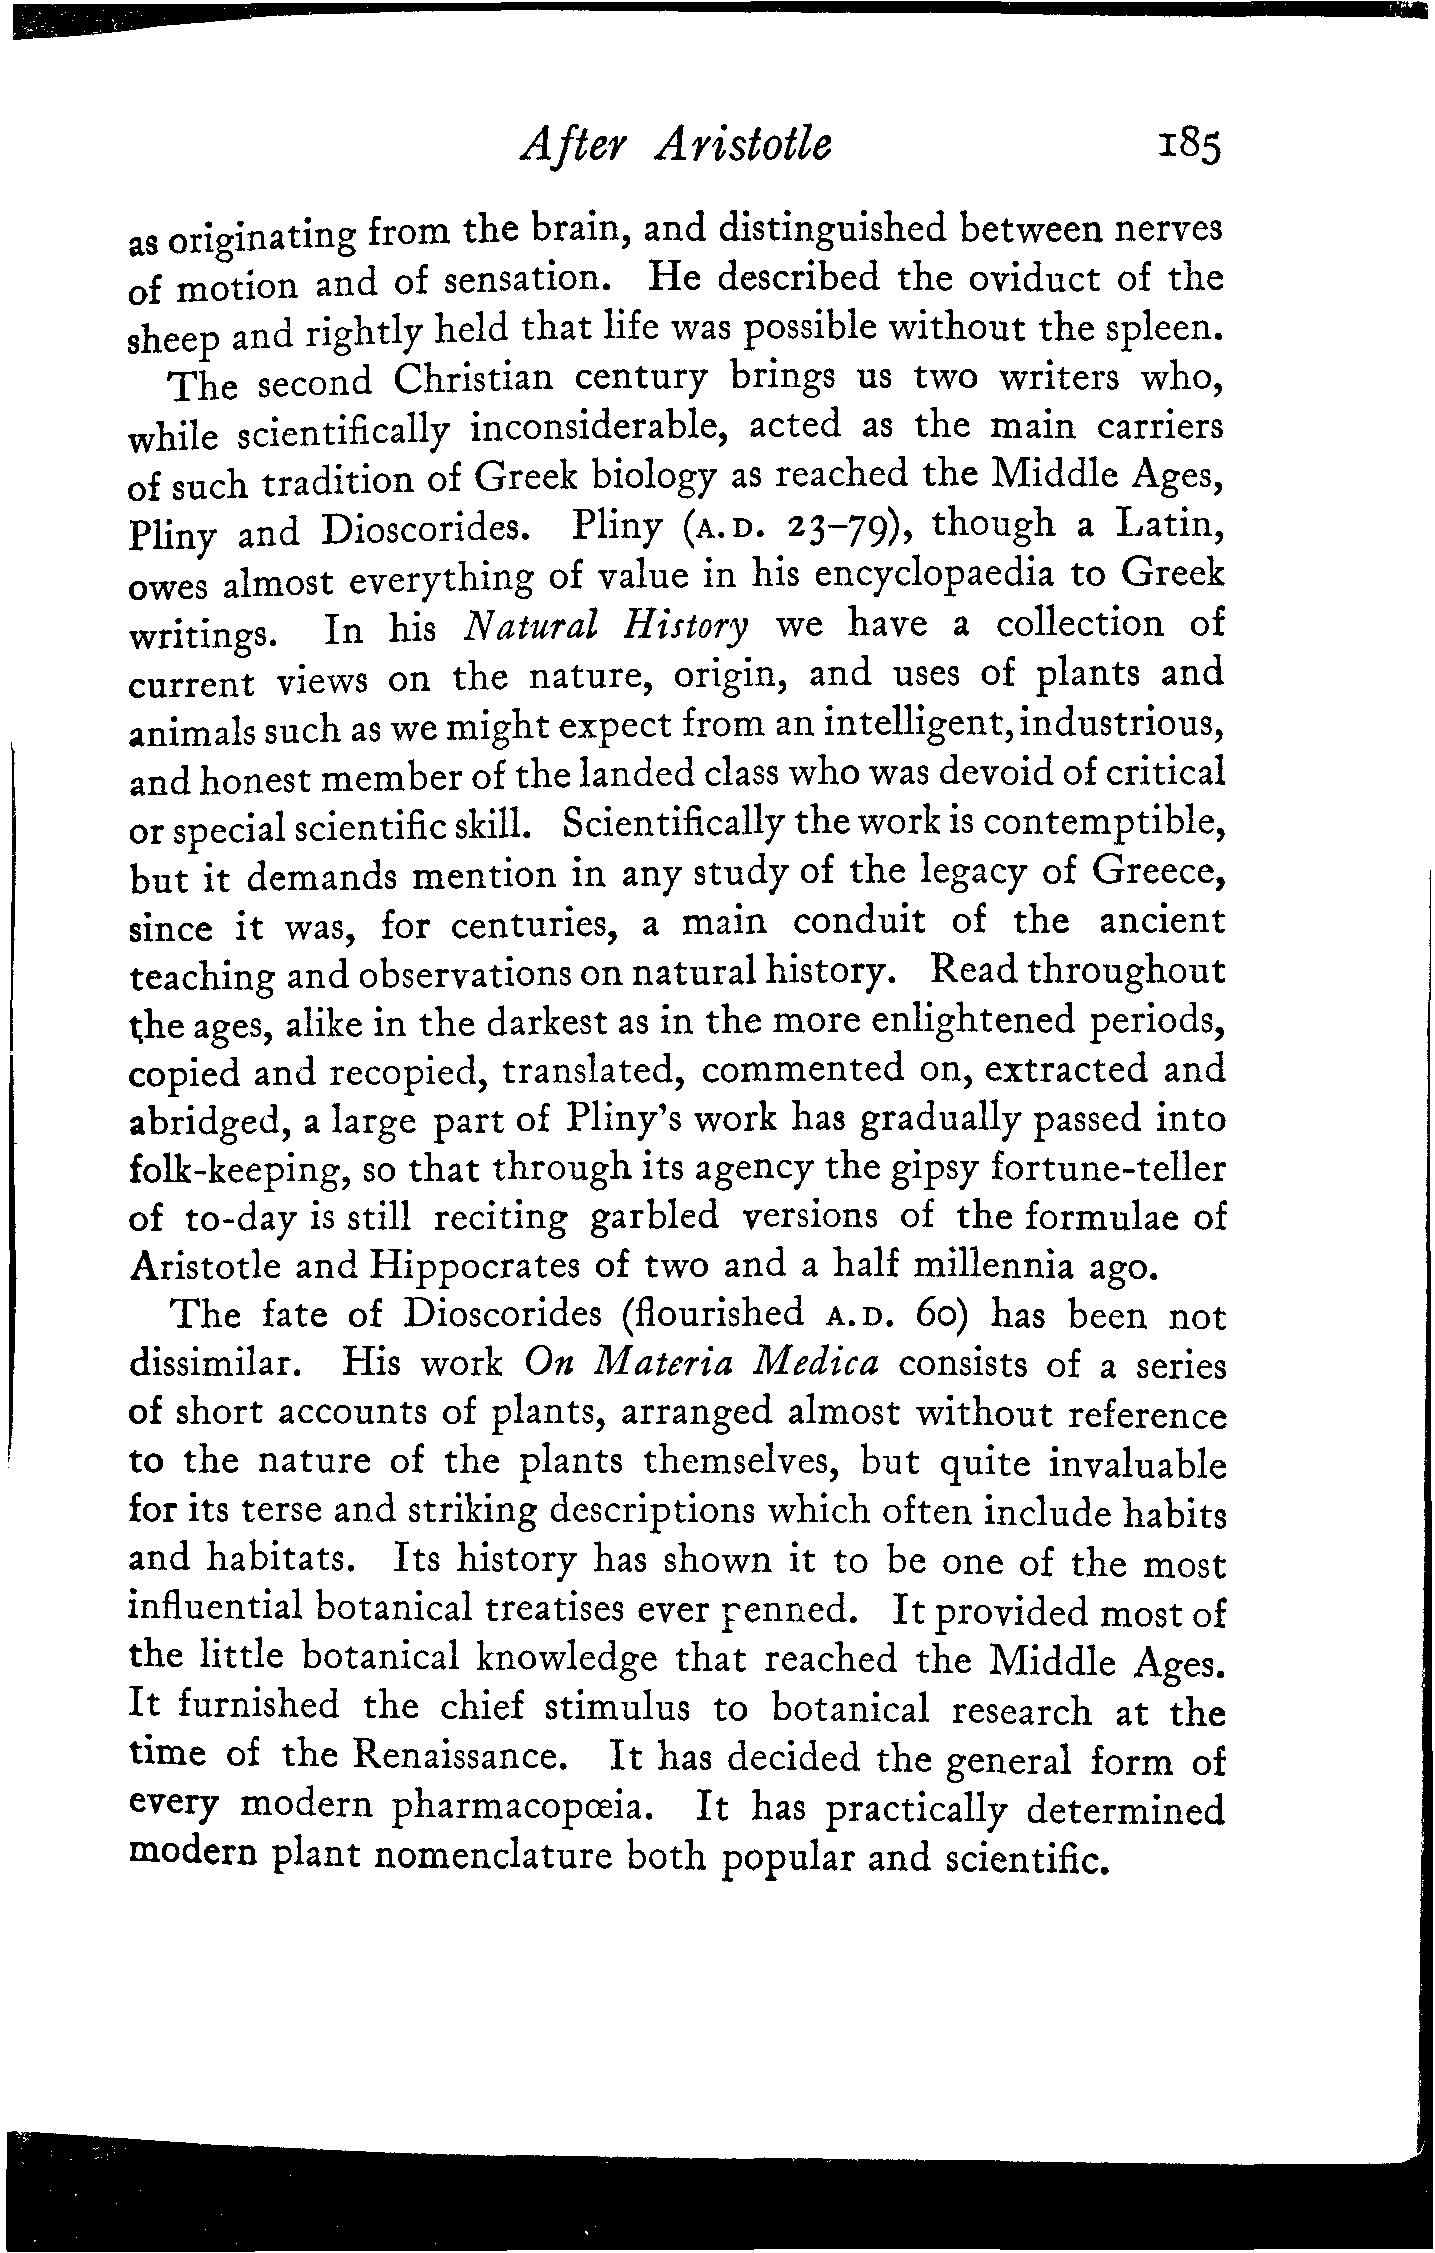 After Aristotle 185
as originating from the brain, and distinguished between nerves
of motion and of sensation. He described the oviduct of the
sheep and rightly held that life was possible without the spleen.
The second Christian century brings us two writers who,
while scientifically inconsiderable, acted as the main carriers
of such tradition of Greek biology as reached the Middle Ages,
Pliny and Dioscorides. Pliny (A.D. 23–79), though a Latin,
owes almost everything of value in his encyclopaedia to Greek
writings. In his Natural History we have a collection of
current views on the nature, origin, and uses of plants and
animals such as we might expect from an intelligent, industrious,
and honest member of the landed class who was devoid of critical
or special scientific skill. Scientifically the work is contemptible,
but it demands mention in any study of the legacy of Greece,
since it was, for centuries, a main conduit of the ancient
teaching and observations on natural history. Read throughout
the ages, alike in the darkest as in the more enlightened periods,
copied and recopied, translated, commented on, extracted and
abridged, a large part of Pliny's work has gradually passed into
folk-keeping, so that through its agency the gipsy fortune-teller
of to-day is still reciting garbled versions of the formulae of
Aristotle and Hippocrates of two and a half millennia ago.
The fate of Dioscorides (flourished A.D. 60) has been not
dissimilar. His work On Materia Medica consists of a series
of short accounts of plants, arranged almost without reference
to the nature of the plants themselves, but quite invaluable
for its terse and striking descriptions which often include habits
and habitats. Its history has shown it to be one of the most
influential botanical treatises ever penned. It provided most of
the little botanical knowledge that reached the Middle Ages.
It furnished the chief stimulus to botanical research at the
time of the Renaissance. It has decided the general form of
every modern pharmacopœia. It has practically determined
modern plant nomenclature both popular and scientific.